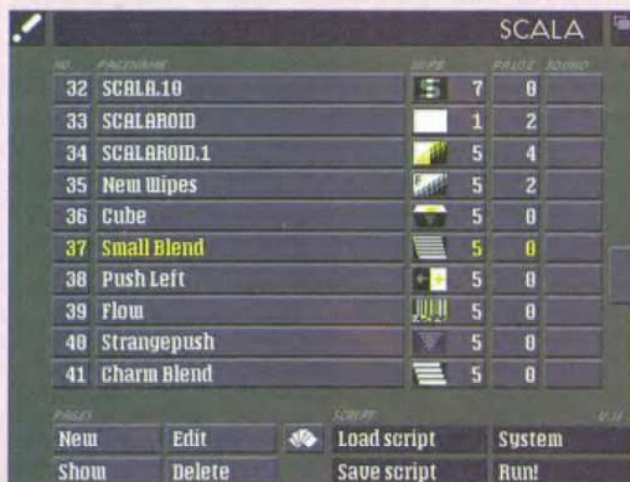 SCALA
NO. PAGENAME WIPE PAUSE SOUND
32 SCALA.10 7 0
33 SCALAROID 1 2
34 SCALAROID.1 5 4
35 New Wipes 5 2
36 Cube 5 0
37 Small Blend 5 0
38 Push Left 5 0
39 Flow 5 0
40 Strangepush 5 0
41 Charm Blend 5 0
PAGES SCRIPT
New Edit Load script System
Show Delete Save script Run!